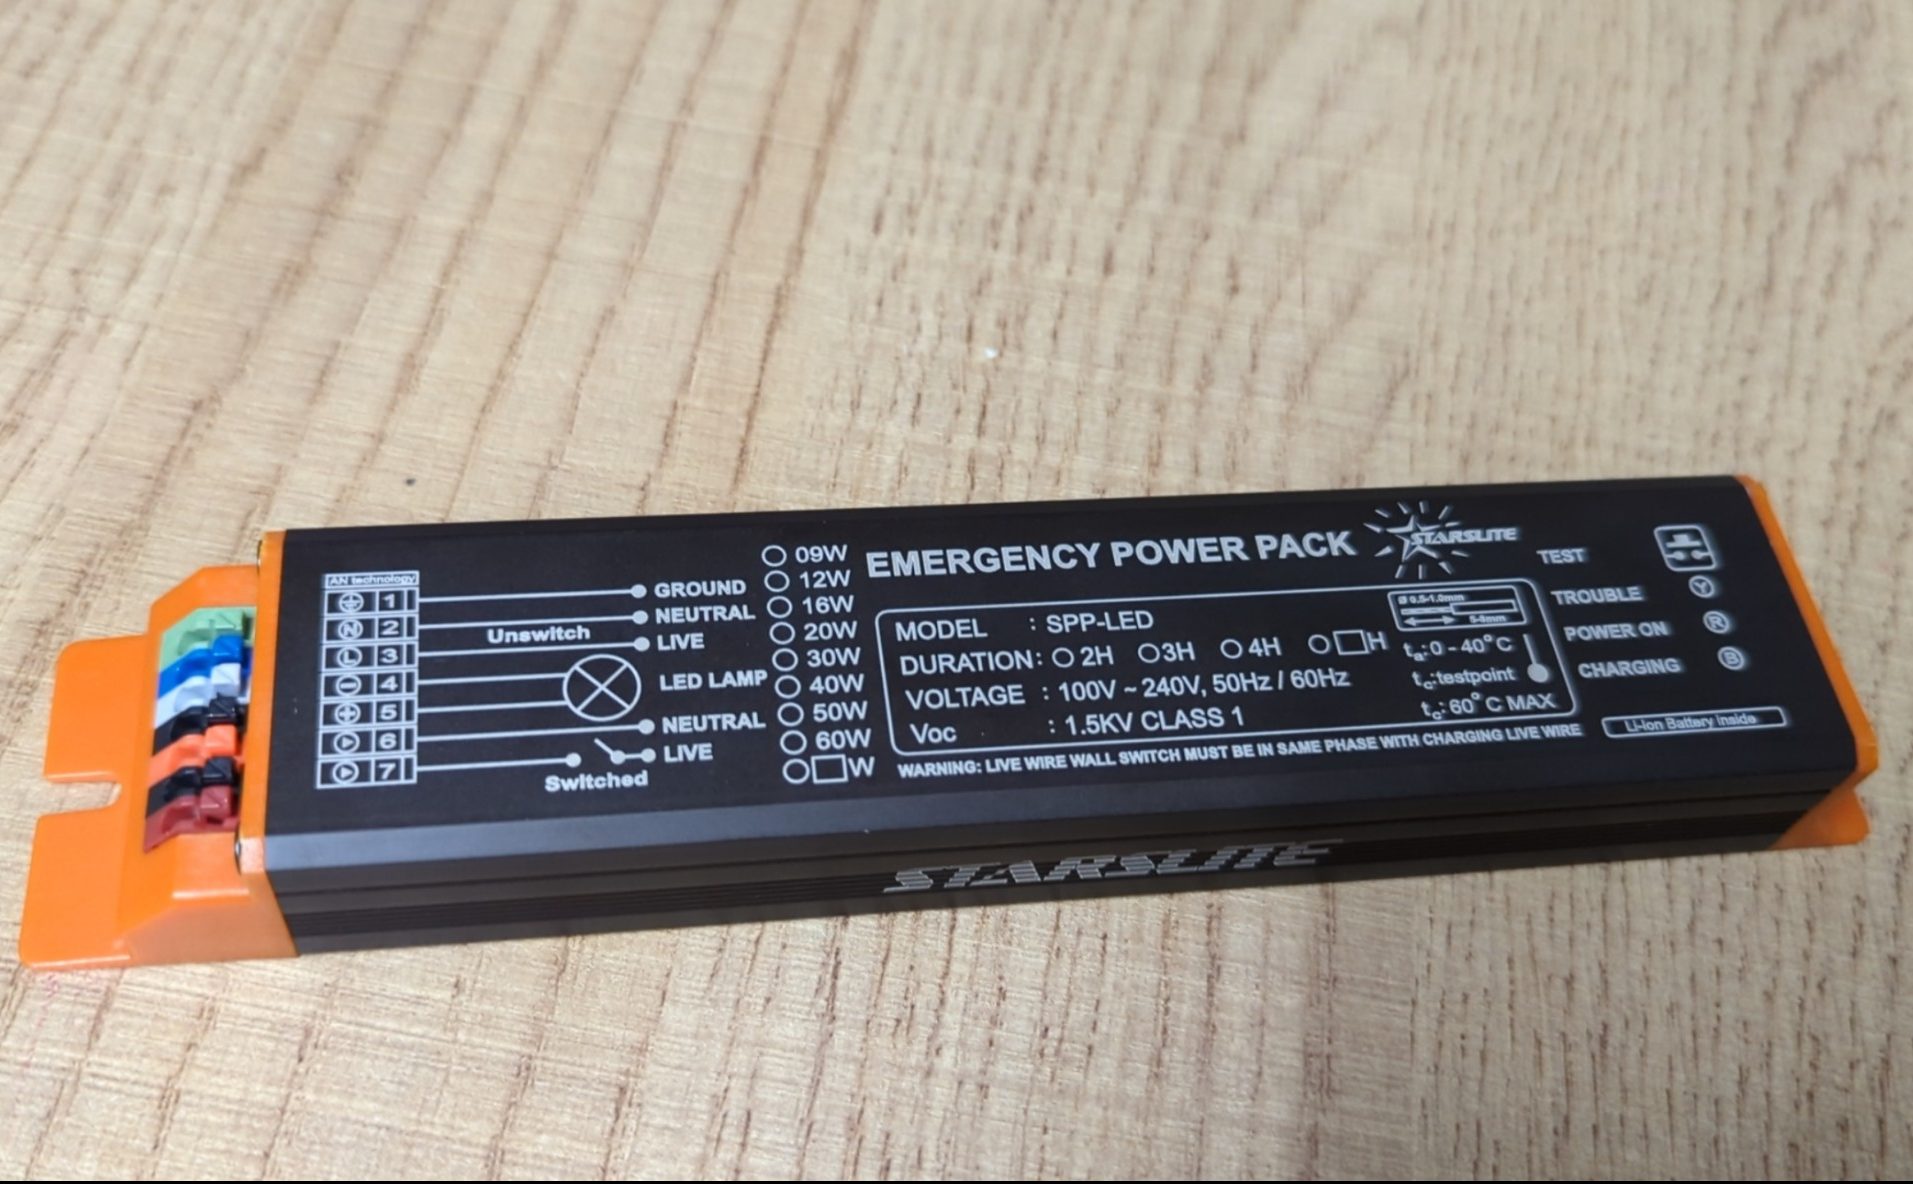 AN technology
1 GROUND
N 2 NEUTRAL
Unswitch
L 3 LIVE
4
LED LAMP
5
6 NEUTRAL
7 LIVE
Switched
09W
12W
16W
20W
30W
40W
50W
60W
W
EMERGENCY POWER PACK
STARSLITE
MODEL : SPP-LED
DURATION: 2H 3H 4H H
VOLTAGE : 100V ~ 240V, 50Hz / 60Hz
Voc : 1.5KV CLASS 1
Ø 0.5-1.0mm
ta:0 - 40°C
tc:testpoint
tc: 60°C MAX
WARNING: LIVE WIRE WALL SWITCH MUST BE IN SAME PHASE WITH CHARGING LIVE WIRE
TEST
TROUBLE Y
POWER ON R
CHARGING B
Li-ion Battery inside
STARSLITE